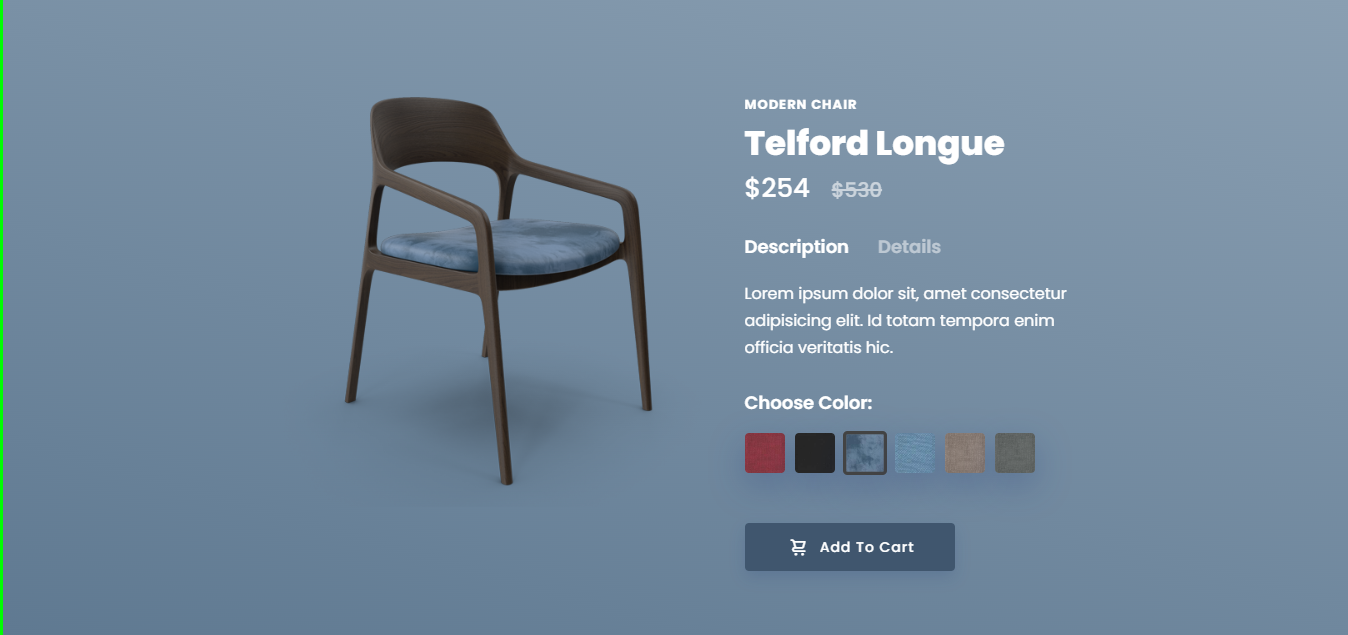 MODERN CHAIR
Telford Longue
$254 $530
Description Details
Lorem ipsum dolor sit, amet consectetur
adipisicing elit. Id totam tempora enim
officia veritatis hic.
Choose Color:
Add To Cart